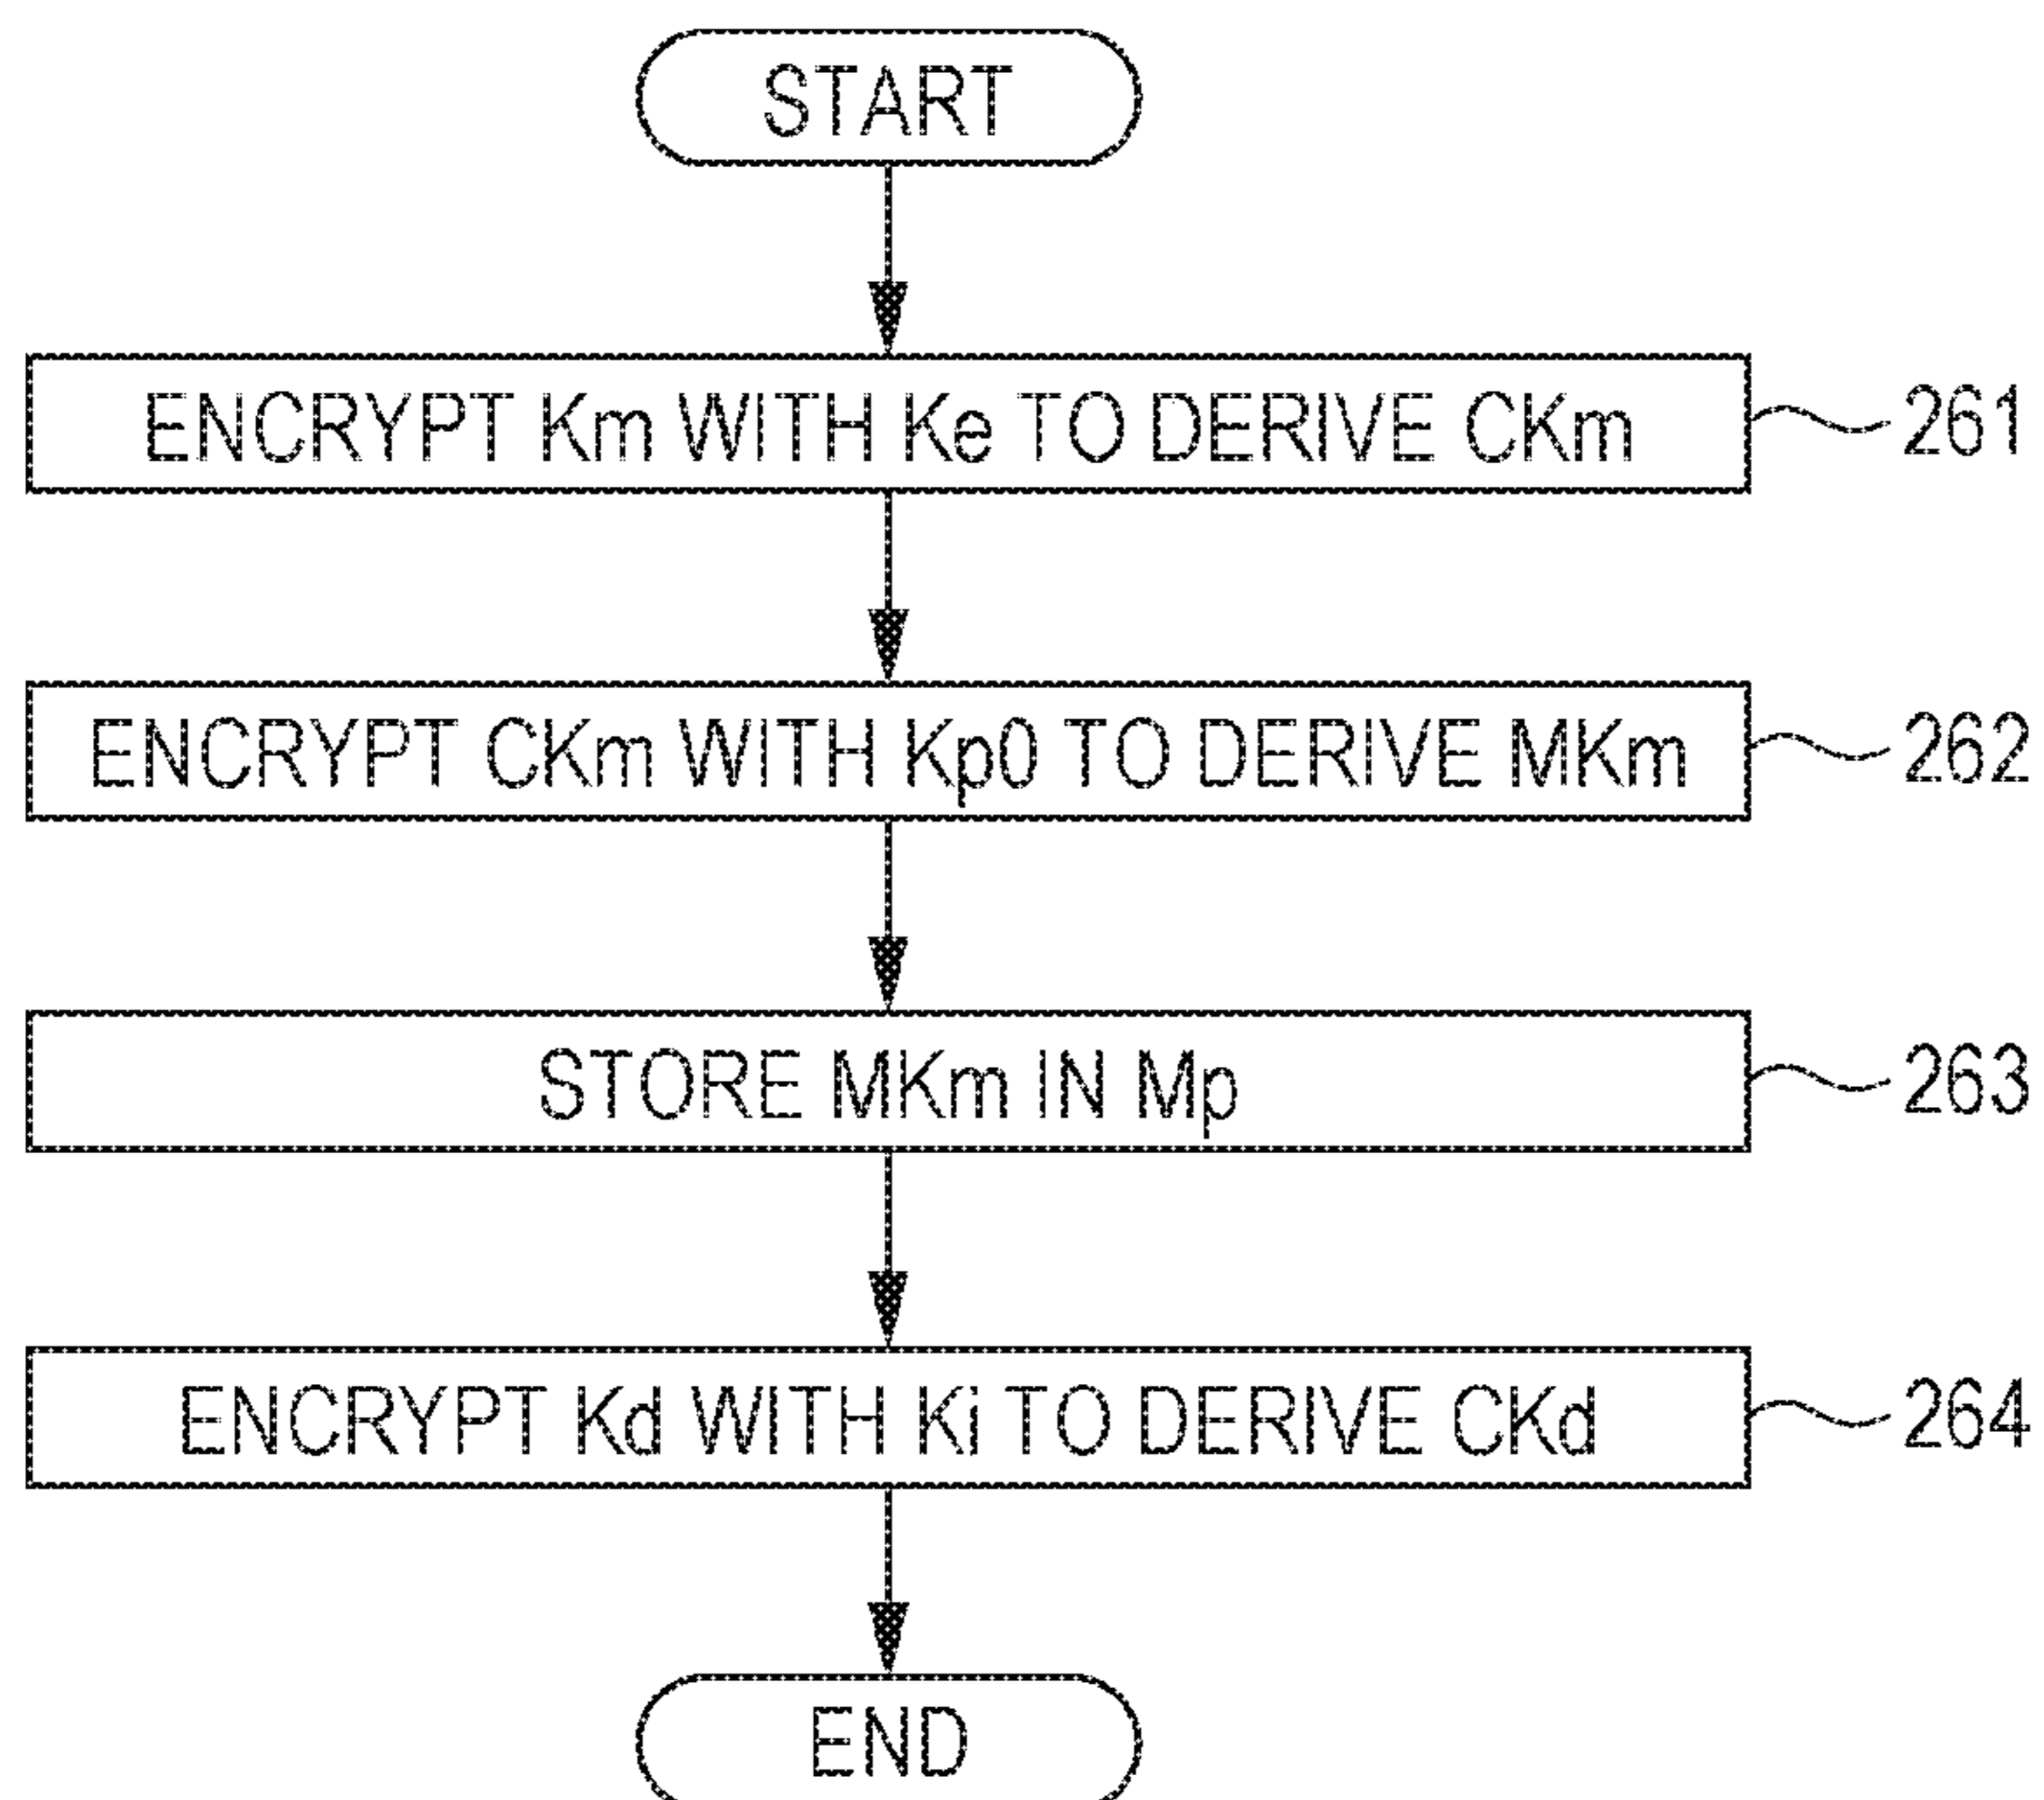 START
ENCRYPT Km WITH Ke TO DERIVE CKm
261
ENCRYPT CKm WITH Kp0 TO DERIVE MKm
262
STORE MKm IN Mp
263
ENCRYPT Kd WITH Ki TO DERIVE CKd
264
END